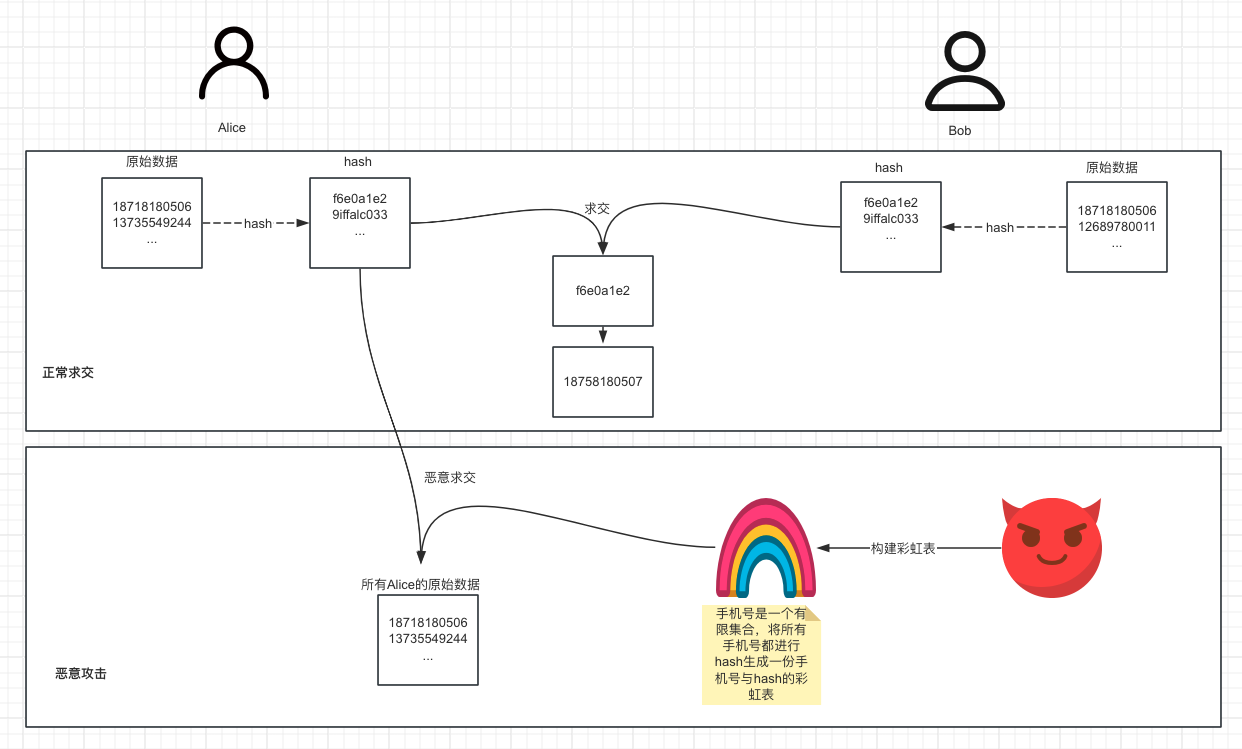 Alice
Bob
原始数据
hash
hash
原始数据
18718180506
13735549244
...
hash
f6e0a1e2
9iffalc033
...
求交
f6e0a1e2
9iffalc033
...
hash
18718180506
12689780011
...
f6e0a1e2
18758180507
正常求交
恶意求交
构建彩虹表
所有Alice的原始数据
18718180506
13735549244
...
手机号是一个有
限集合，将所有
手机号都进行
hash生成一份手
机号与hash的彩
虹表
恶意攻击